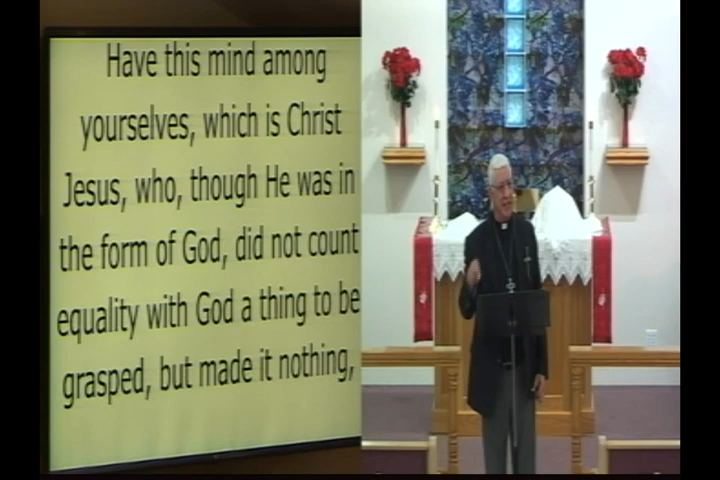 Have this mind among
yourselves, which is Christ
Jesus, who, though He was in
the form of God, did not count
equality with God a thing to be
grasped, but made it nothing,